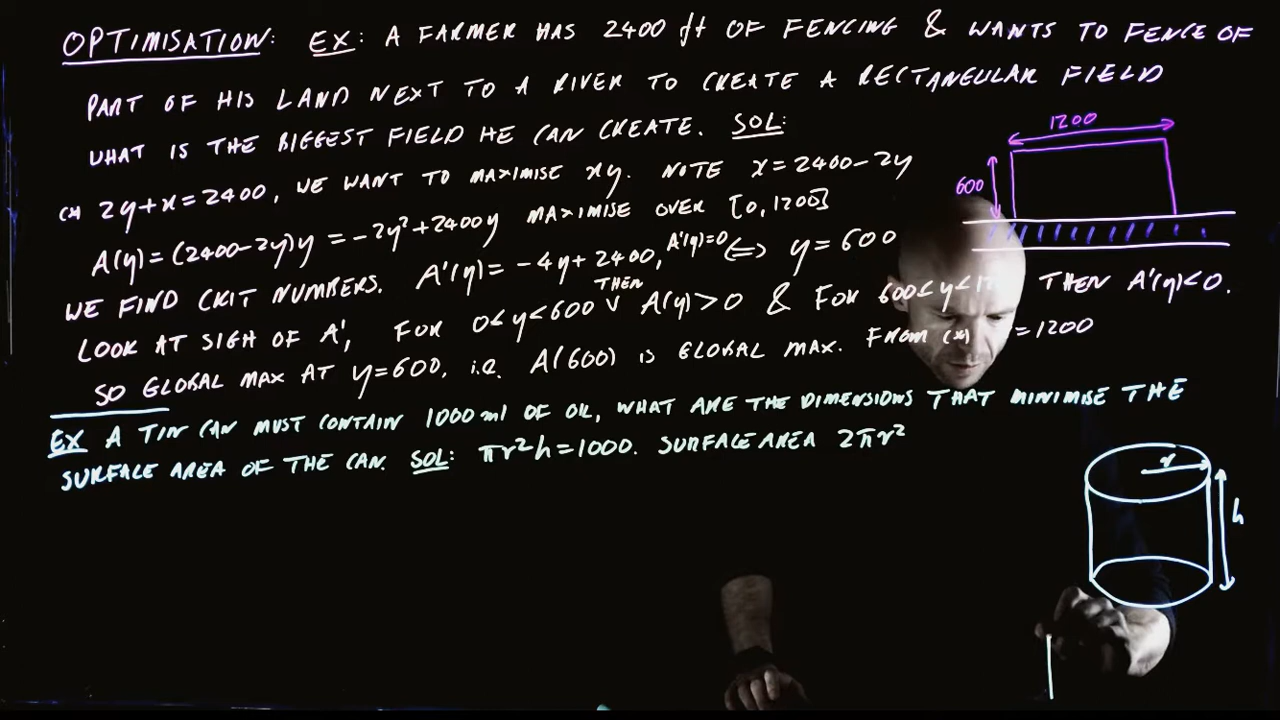 OPTIMISATION: EX: A FARMER HAS 2400 ft OF FENCING & WANTS TO FENCE OF
PART OF HIS LAND NEXT TO A RIVER TO CREATE A RECTANGULAR FIELD
WHAT IS THE BIGGEST FIELD HE CAN CREATE. SOL:
1200
600
(*) 2y+x=2400, WE WANT TO MAXIMISE xy. NOTE x=2400-2y
A(y)=(2400-2y)y = -2y²+2400y MAXIMISE OVER [0,1200]
WE FIND CRIT NUMBERS. A'(y) = -4y+2400, A'(y)=0 ⟺ y=600
LOOK AT SIGN OF A', FOR 0<y<600 THEN A(y)>0 & FOR 600<y<1 THEN A'(y)<0.
SO GLOBAL MAX AT y=600, i.e. A(600) IS GLOBAL MAX. FROM (*) =1200
EX A TIN CAN MUST CONTAIN 1000ml OF OIL, WHAT ARE THE DIMENSIONS THAT MINIMISE THE
SURFACE AREA OF THE CAN. SOL: πr²h=1000. SURFACE AREA 2πr²
r
h